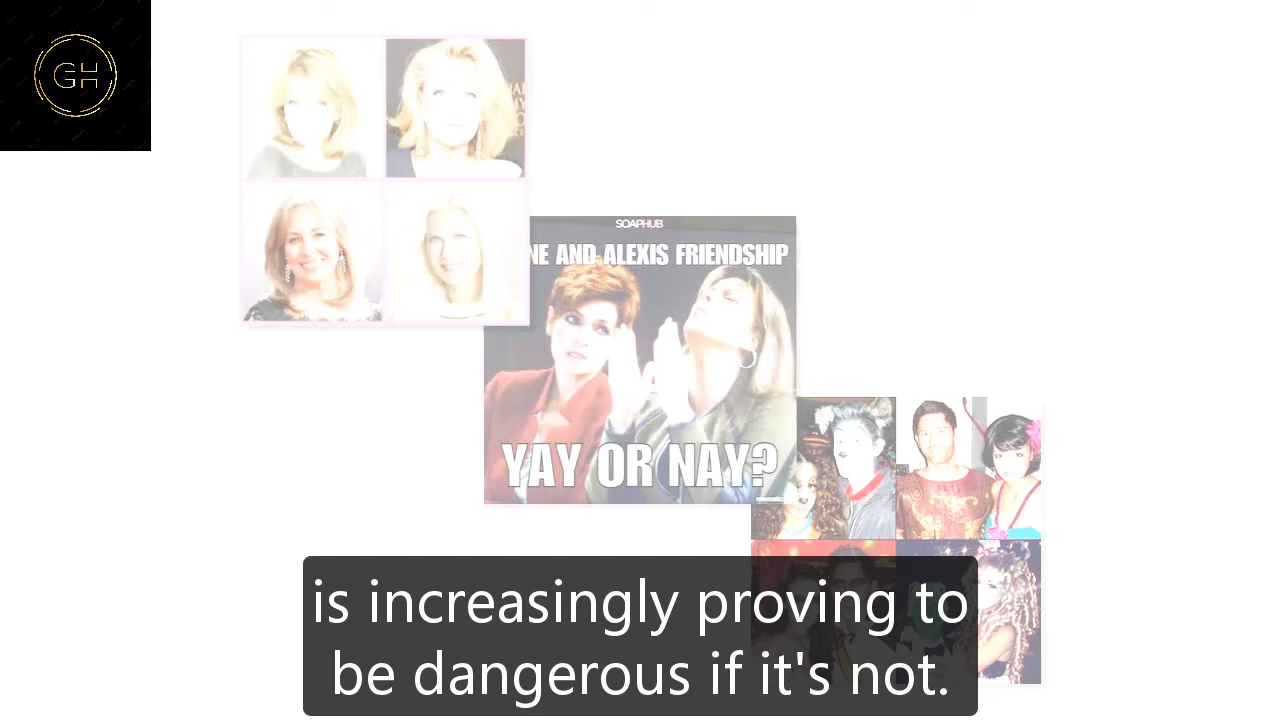 GH
SOAPHUB
NE AND ALEXIS FRIENDSHIP
YAY OR NAY?
is increasingly proving to
be dangerous if it's not.